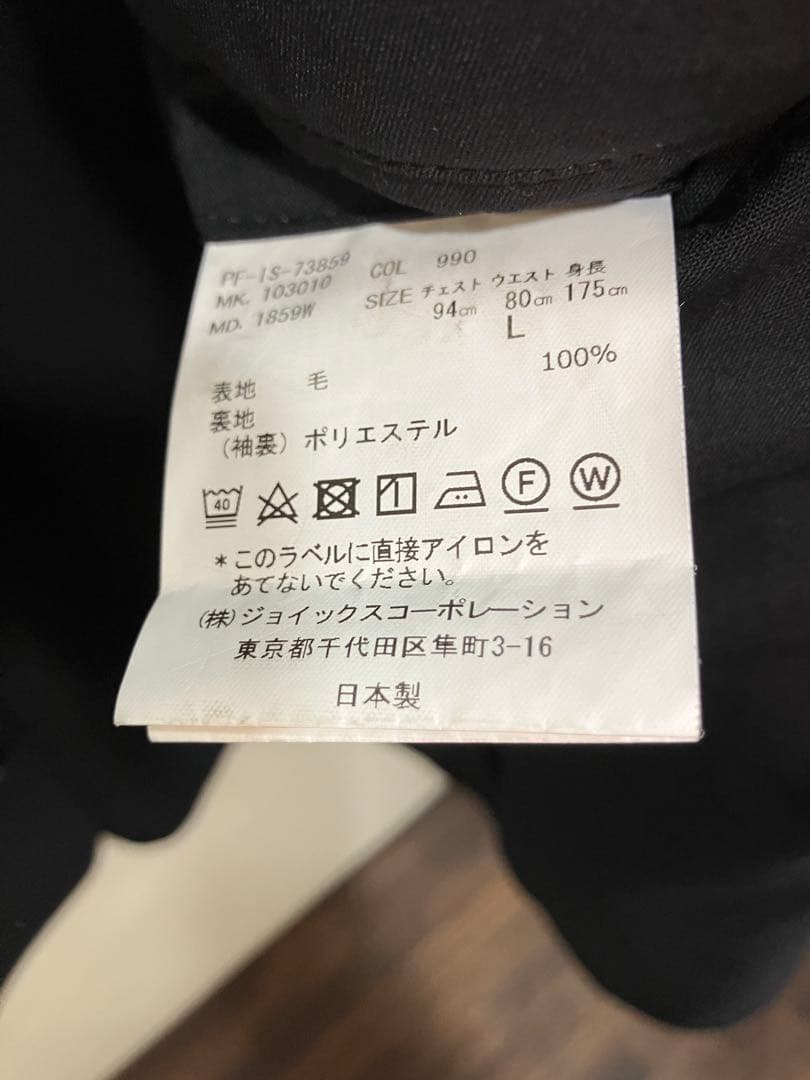 PF-IS-73859 COL 990
MK. 103010 SIZE チェスト ウエスト 身長
MD. 1859W 94cm 80cm 175cm
L
表地 毛 100%
裏地
(袖裏) ポリエステル
40 F W
*このラベルに直接アイロンを
あてないでください。
(株)ジョイックスコーポレーション
東京都千代田区隼町3-16
日本製